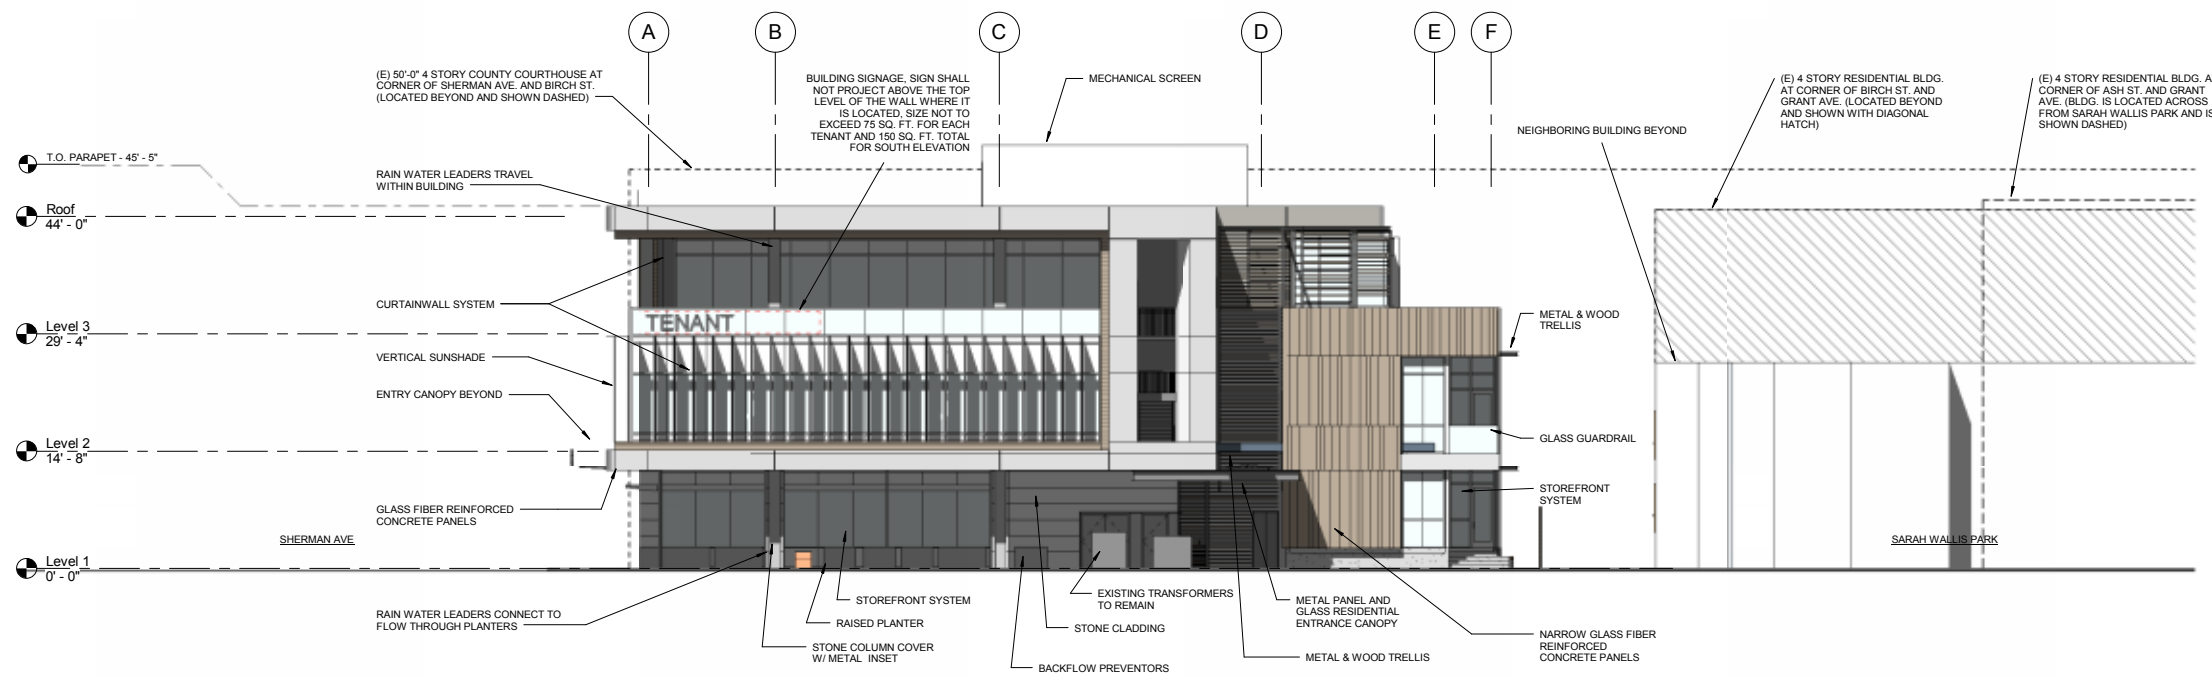 A
B
C
D
E
F
(E) 50'-0" 4 STORY COUNTY COURTHOUSE AT
CORNER OF SHERMAN AVE. AND BIRCH ST.
(LOCATED BEYOND AND SHOWN DASHED)
BUILDING SIGNAGE, SIGN SHALL
NOT PROJECT ABOVE THE TOP
LEVEL OF THE WALL WHERE IT
IS LOCATED, SIZE NOT TO
EXCEED 75 SQ. FT. FOR EACH
TENANT AND 150 SQ. FT. TOTAL
FOR SOUTH ELEVATION
MECHANICAL SCREEN
(E) 4 STORY RESIDENTIAL BLDG.
AT CORNER OF BIRCH ST. AND
GRANT AVE. (LOCATED BEYOND
AND SHOWN WITH DIAGONAL
HATCH)
(E) 4 STORY RESIDENTIAL BLDG. A
CORNER OF ASH ST. AND GRANT
AVE. (BLDG. IS LOCATED ACROSS
FROM SARAH WALLIS PARK AND IS
SHOWN DASHED)
NEIGHBORING BUILDING BEYOND
T.O. PARAPET - 45' - 5"
RAIN WATER LEADERS TRAVEL
WITHIN BUILDING
Roof
44' - 0"
CURTAINWALL SYSTEM
TENANT
Level 3
29' - 4"
METAL & WOOD
TRELLIS
VERTICAL SUNSHADE
ENTRY CANOPY BEYOND
Level 2
14' - 8"
GLASS GUARDRAIL
STOREFRONT
SYSTEM
GLASS FIBER REINFORCED
CONCRETE PANELS
SHERMAN AVE
SARAH WALLIS PARK
Level 1
0' - 0"
RAIN WATER LEADERS CONNECT TO
FLOW THROUGH PLANTERS
STOREFRONT SYSTEM
RAISED PLANTER
STONE COLUMN COVER
W/ METAL INSET
EXISTING TRANSFORMERS
TO REMAIN
STONE CLADDING
BACKFLOW PREVENTORS
METAL PANEL AND
GLASS RESIDENTIAL
ENTRANCE CANOPY
METAL & WOOD TRELLIS
NARROW GLASS FIBER
REINFORCED
CONCRETE PANELS